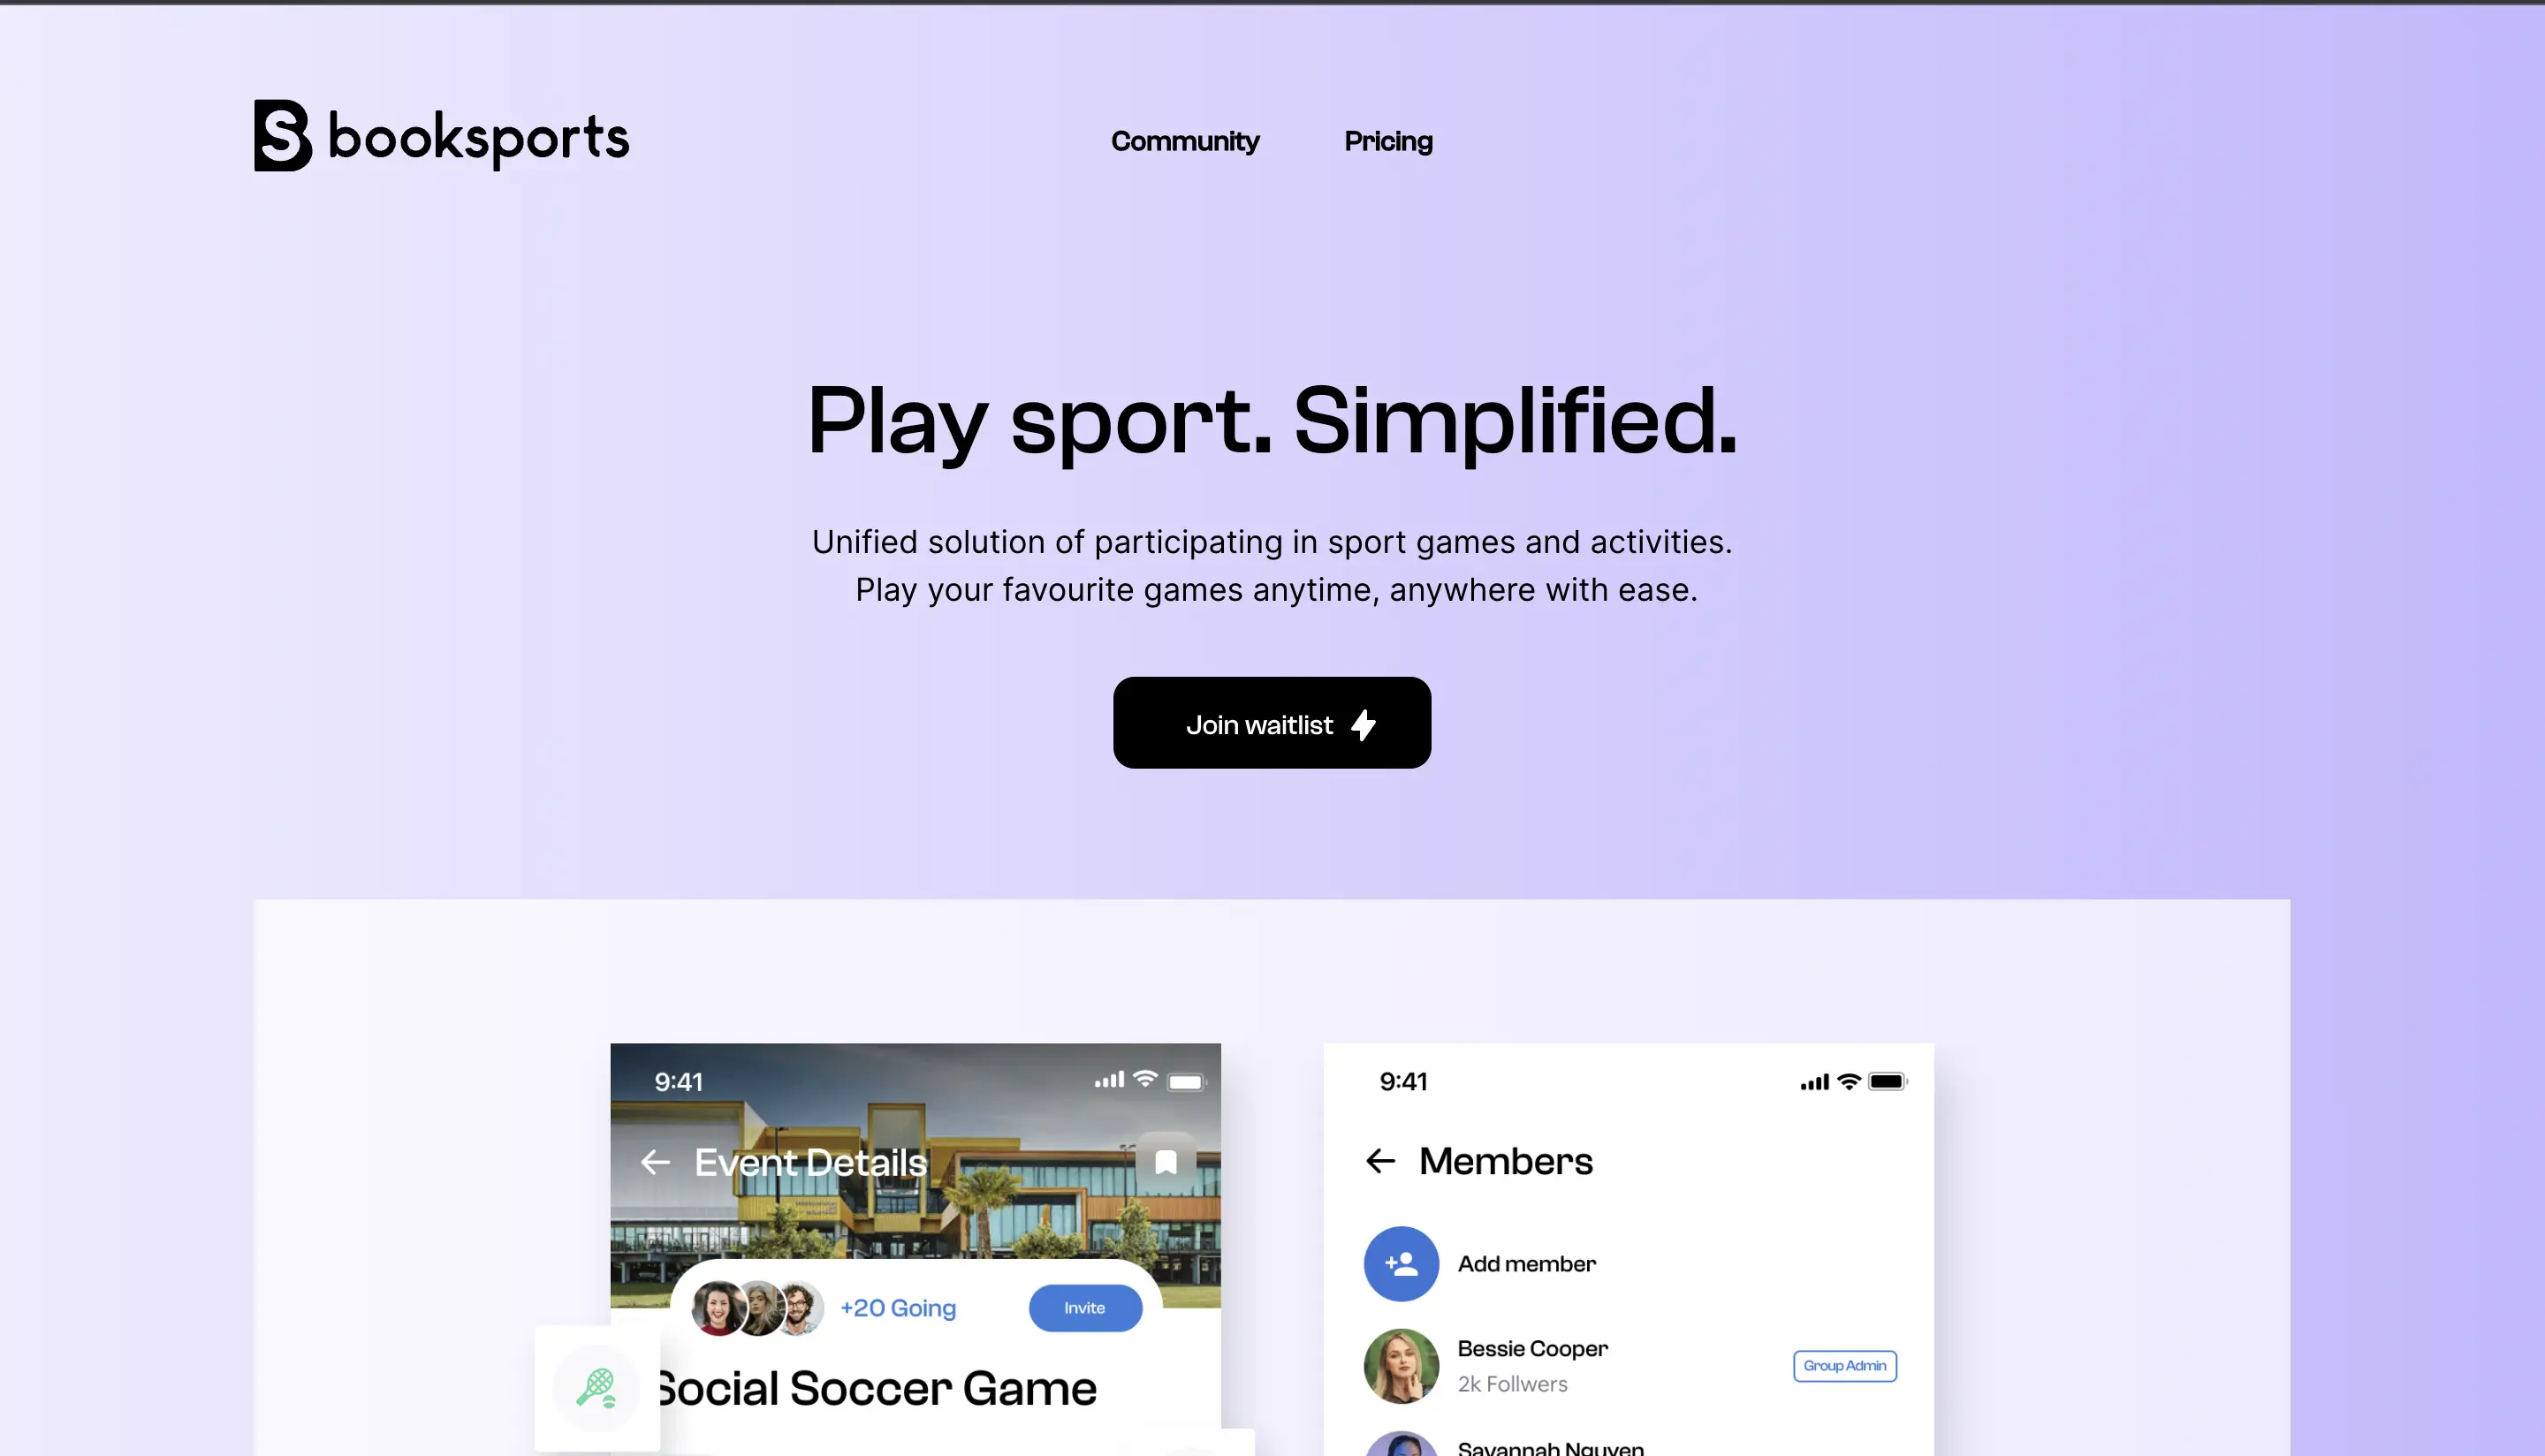 booksports
Community
Pricing
Play sport. Simplified.
Unified solution of participating in sport games and activities.
Play your favourite games anytime, anywhere with ease.
Join waitlist
9:41
Event Details
+20 Going
Invite
Social Soccer Game
9:41
Members
Add member
Bessie Cooper
2k Follwers
Group Admin
Savannah Nguyen